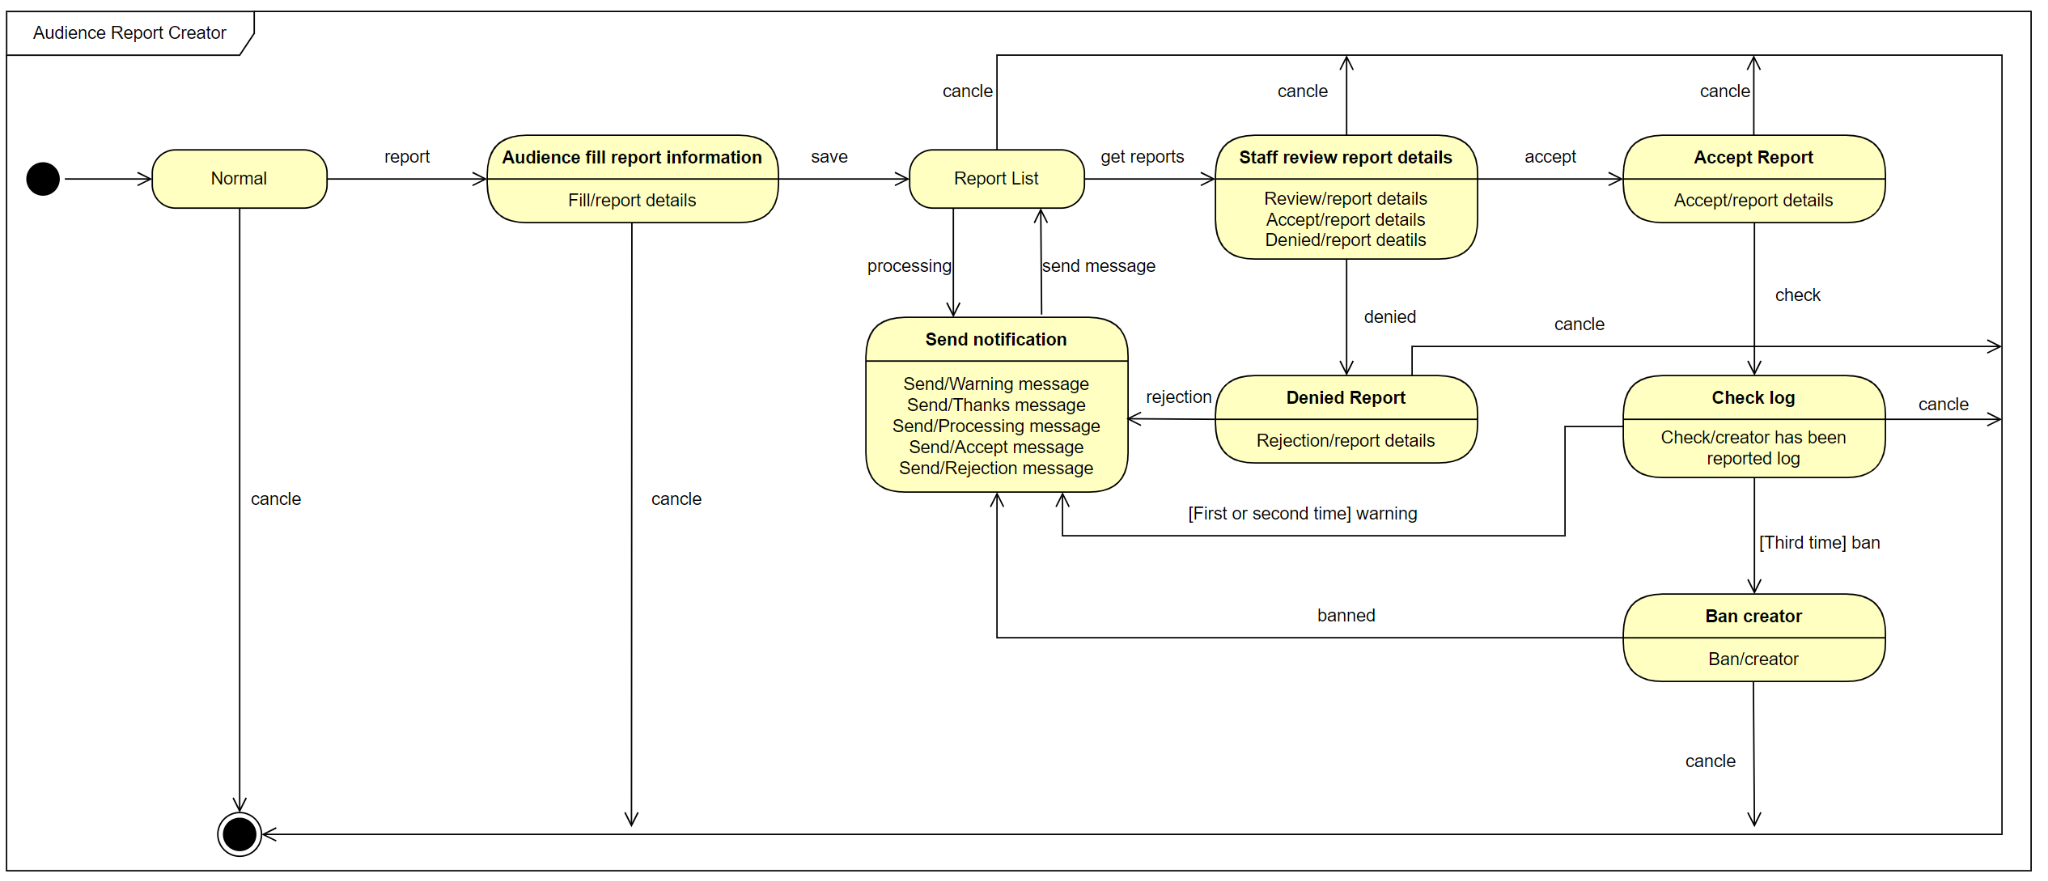 Audience Report Creator
cancle
cancle
cancle
Normal
report
Audience fill report information
Fill/report details
save
Report List
get reports
Staff review report details
Review/report details
Accept/report details
Denied/report deatils
accept
Accept Report
Accept/report details
processing
send message
denied
check
cancle
Send notification
Send/Warning message
Send/Thanks message
Send/Processing message
Send/Accept message
Send/Rejection message
rejection
Denied Report
Rejection/report details
Check log
Check/creator has been
reported log
cancle
cancle
cancle
[First or second time] warning
[Third time] ban
banned
Ban creator
Ban/creator
cancle